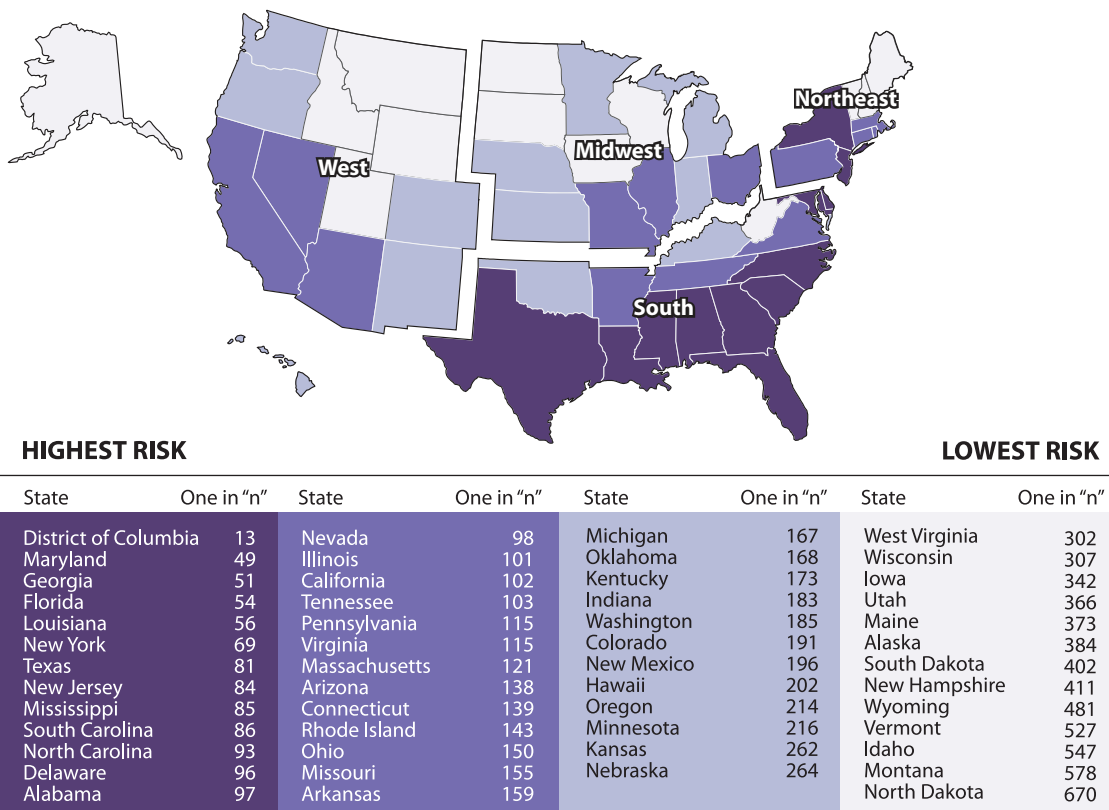 Northeast
Midwest
West
South
HIGHEST RISK
LOWEST RISK
State One in “n” State One in “n” State One in “n” State One in “n”
District of Columbia 13
Maryland 49
Georgia 51
Florida 54
Louisiana 56
New York 69
Texas 81
New Jersey 84
Mississippi 85
South Carolina 86
North Carolina 93
Delaware 96
Alabama 97
Nevada 98
Illinois 101
California 102
Tennessee 103
Pennsylvania 115
Virginia 115
Massachusetts 121
Arizona 138
Connecticut 139
Rhode Island 143
Ohio 150
Missouri 155
Arkansas 159
Michigan 167
Oklahoma 168
Kentucky 173
Indiana 183
Washington 185
Colorado 191
New Mexico 196
Hawaii 202
Oregon 214
Minnesota 216
Kansas 262
Nebraska 264
West Virginia 302
Wisconsin 307
Iowa 342
Utah 366
Maine 373
Alaska 384
South Dakota 402
New Hampshire 411
Wyoming 481
Vermont 527
Idaho 547
Montana 578
North Dakota 670